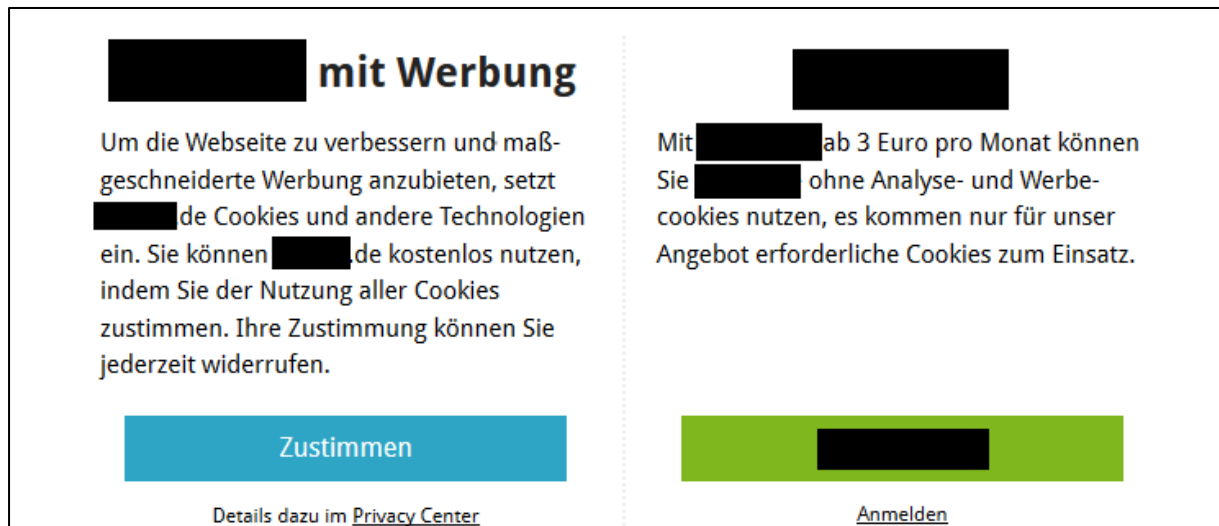 mit Werbung
Um die Webseite zu verbessern und maß-
geschneiderte Werbung anzubieten, setzt
de Cookies und andere Technologien
ein. Sie können .de kostenlos nutzen,
indem Sie der Nutzung aller Cookies
zustimmen. Ihre Zustimmung können Sie
jederzeit widerrufen.
Zustimmen
Details dazu im Privacy Center
Mit ab 3 Euro pro Monat können
Sie ohne Analyse- und Werbe-
cookies nutzen, es kommen nur für unser
Angebot erforderliche Cookies zum Einsatz.
Anmelden